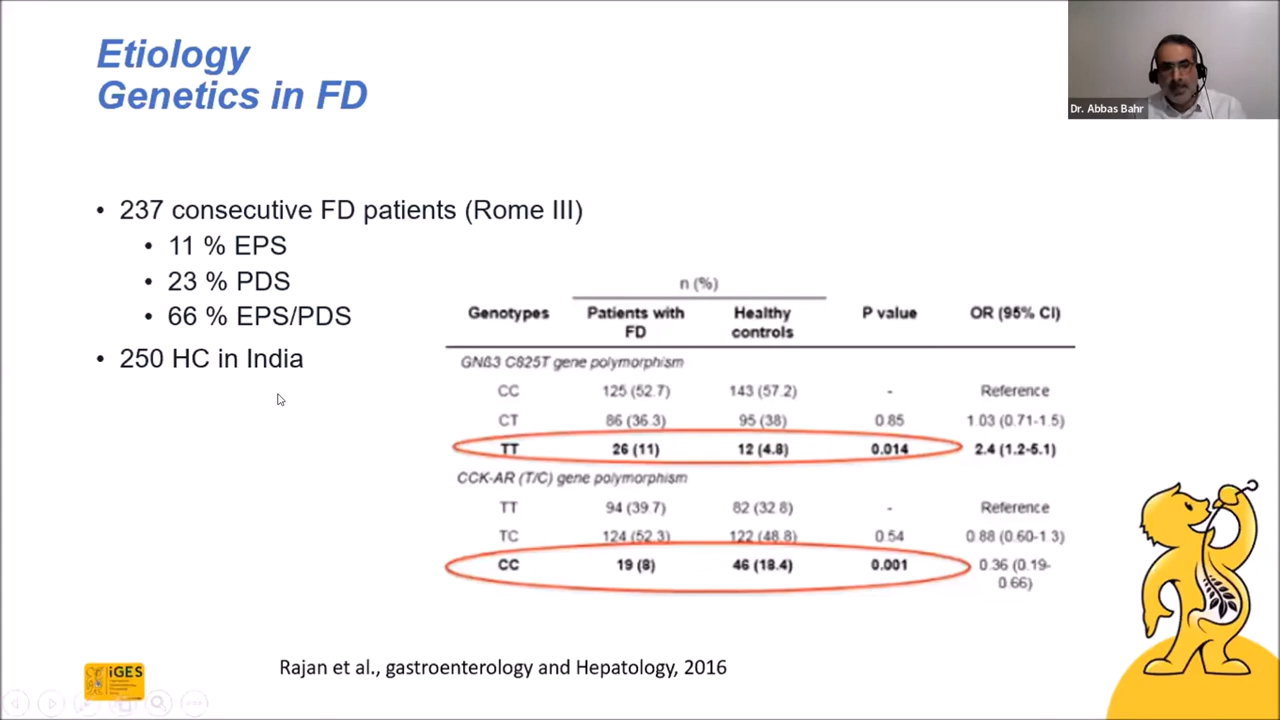 Etiology
Genetics in FD
Dr. Abbas Bahr
• 237 consecutive FD patients (Rome III)
• 11 % EPS
• 23 % PDS
• 66 % EPS/PDS
• 250 HC in India
n (%)
Genotypes Patients with FD Healthy controls P value OR (95% CI)
GNß3 C825T gene polymorphism
CC 125 (52.7) 143 (57.2) - Reference
CT 86 (36.3) 95 (38) 0.85 1.03 (0.71-1.5)
TT 26 (11) 12 (4.8) 0.014 2.4 (1.2-5.1)
CCK-AR (T/C) gene polymorphism
TT 94 (39.7) 82 (32.8) - Reference
TC 124 (52.3) 122 (48.8) 0.54 0.88 (0.60-1.3)
CC 19 (8) 46 (18.4) 0.001 0.36 (0.19-0.66)
Rajan et al., gastroenterology and Hepatology, 2016
iGES